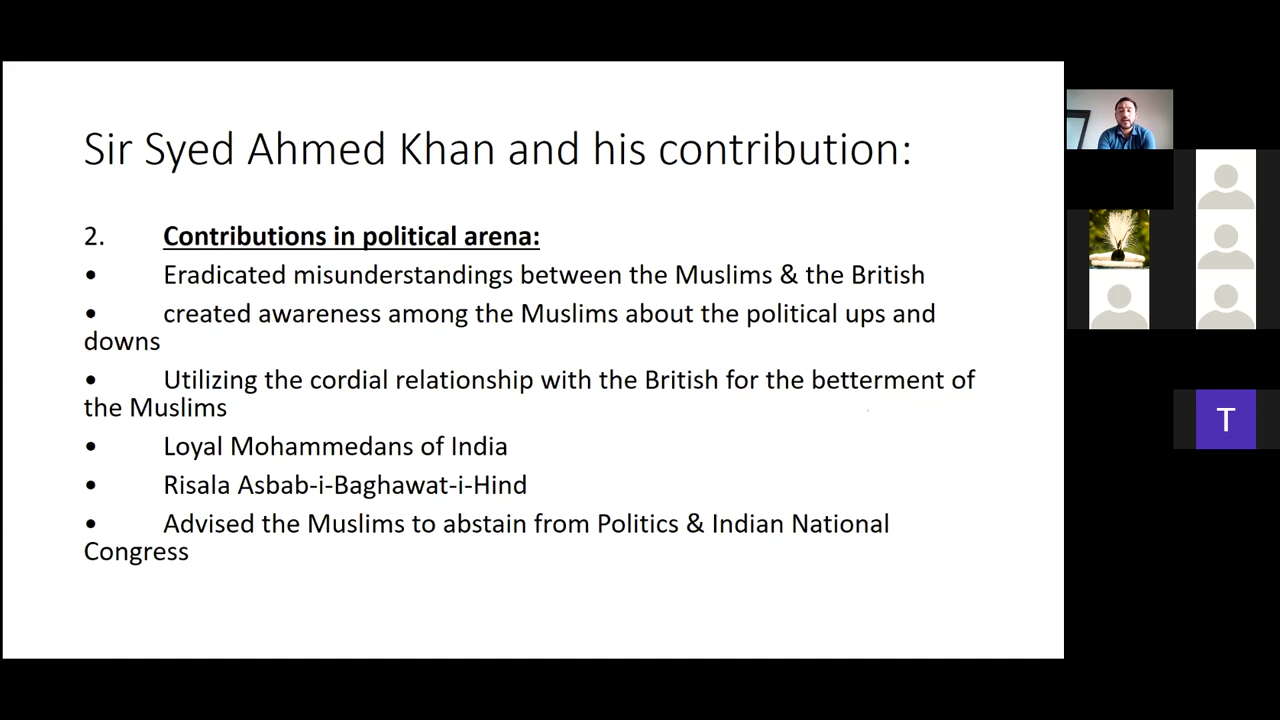 Sir Syed Ahmed Khan and his contribution:
2. Contributions in political arena:
• Eradicated misunderstandings between the Muslims & the British
• created awareness among the Muslims about the political ups and
downs
• Utilizing the cordial relationship with the British for the betterment of
the Muslims
• Loyal Mohammedans of India
• Risala Asbab-i-Baghawat-i-Hind
• Advised the Muslims to abstain from Politics & Indian National
Congress
T